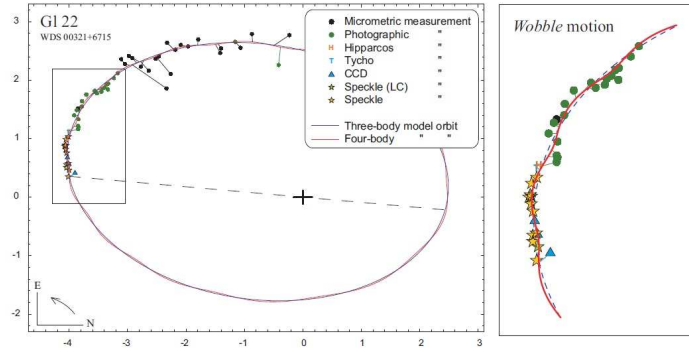 Gl 22
WDS 00321+6715
Micrometric measurement
Photographic "
Hipparcos "
Tycho "
CCD "
Speckle (LC) "
Speckle "
Three-body model orbit
Four-body " "
3
2
1
0
-1
-2
E
N
-4 -3 -2 -1 0 1 2 3
Wobble motion